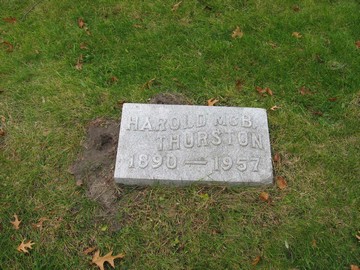 HAROLD McB.
THURSTON
1890 — 1957